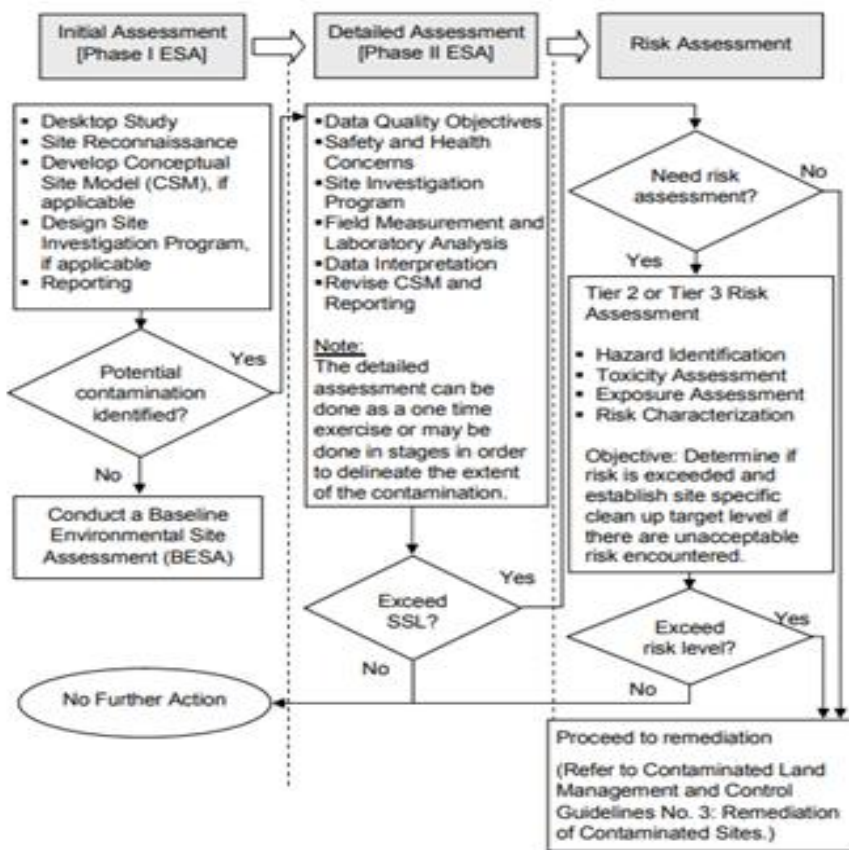 Initial Assessment
[Phase I ESA]
Detailed Assessment
[Phase II ESA]
Risk Assessment
▪ Desktop Study
▪ Site Reconnaissance
▪ Develop Conceptual
Site Model (CSM), if
applicable
▪ Design Site
Investigation Program,
if applicable
▪ Reporting
Potential
contamination
identified?
Yes
No
Conduct a Baseline
Environmental Site
Assessment (BESA)
No Further Action
▪Data Quality Objectives
▪Safety and Health
Concerns
▪Site Investigation
Program
▪Field Measurement and
Laboratory Analysis
▪Data Interpretation
▪Revise CSM and
Reporting
Note:
The detailed
assessment can be
done as a one time
exercise or may be
done in stages in order
to delineate the extent
of the contamination.
Exceed
SSL?
Yes
No
Need risk
assessment?
No
Yes
Tier 2 or Tier 3 Risk
Assessment
▪ Hazard Identification
▪ Toxicity Assessment
▪ Exposure Assessment
▪ Risk Characterization
Objective: Determine if
risk is exceeded and
establish site specific
clean up target level if
there are unacceptable
risk encountered.
Exceed
risk level?
Yes
No
Proceed to remediation
(Refer to Contaminated Land
Management and Control
Guidelines No. 3: Remediation
of Contaminated Sites.)